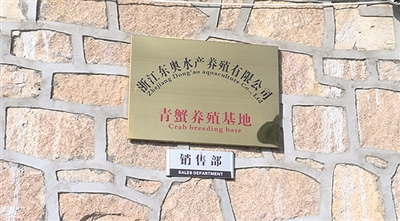 浙江东奥水产养殖有限公司
Zhejiang Dong'ao aquaculture Co., Ltd
青蟹养殖基地
Crab breeding base
销售部
SALES DEPARTMENT